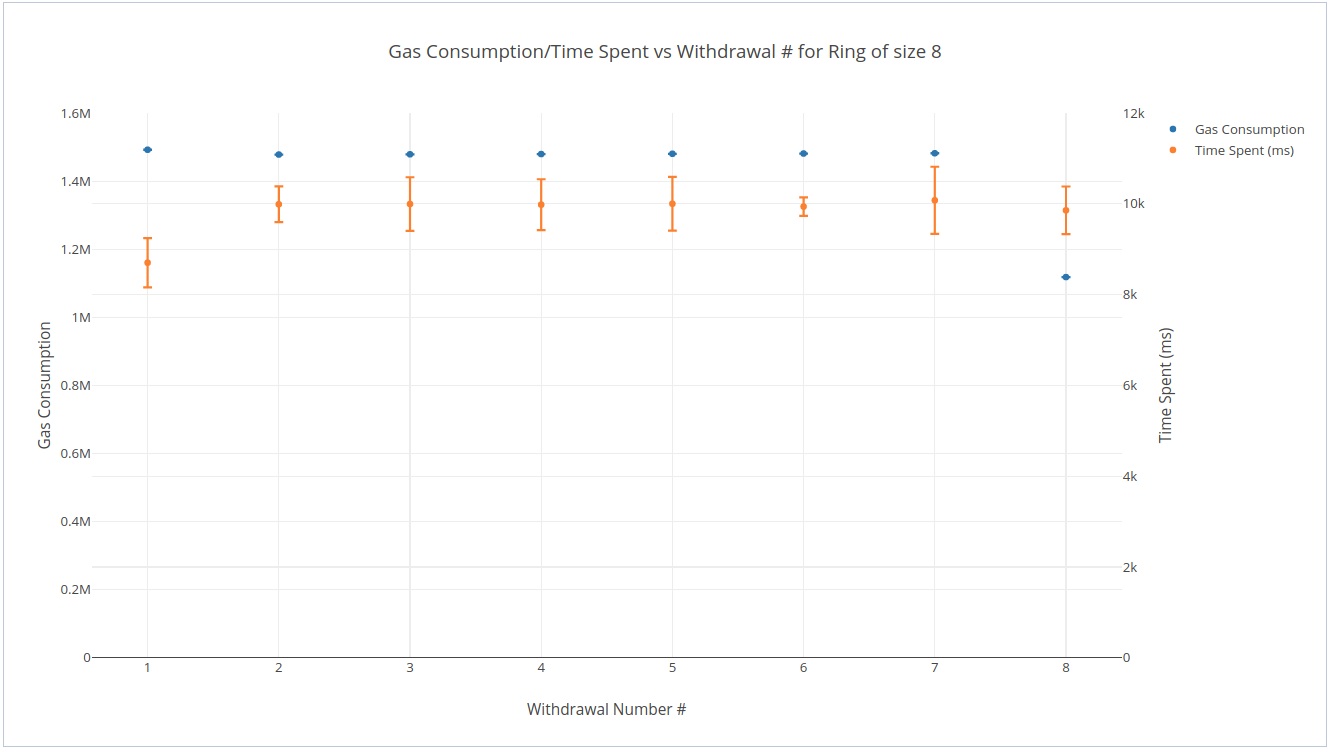 Gas Consumption/Time Spent vs Withdrawal # for Ring of size 8
1.6M
1.4M
1.2M
1M
0.8M
0.6M
0.4M
0.2M
0
Gas Consumption
12k
10k
8k
6k
4k
2k
0
Time Spent (ms)
Gas Consumption
Time Spent (ms)
1 2 3 4 5 6 7 8
Withdrawal Number #